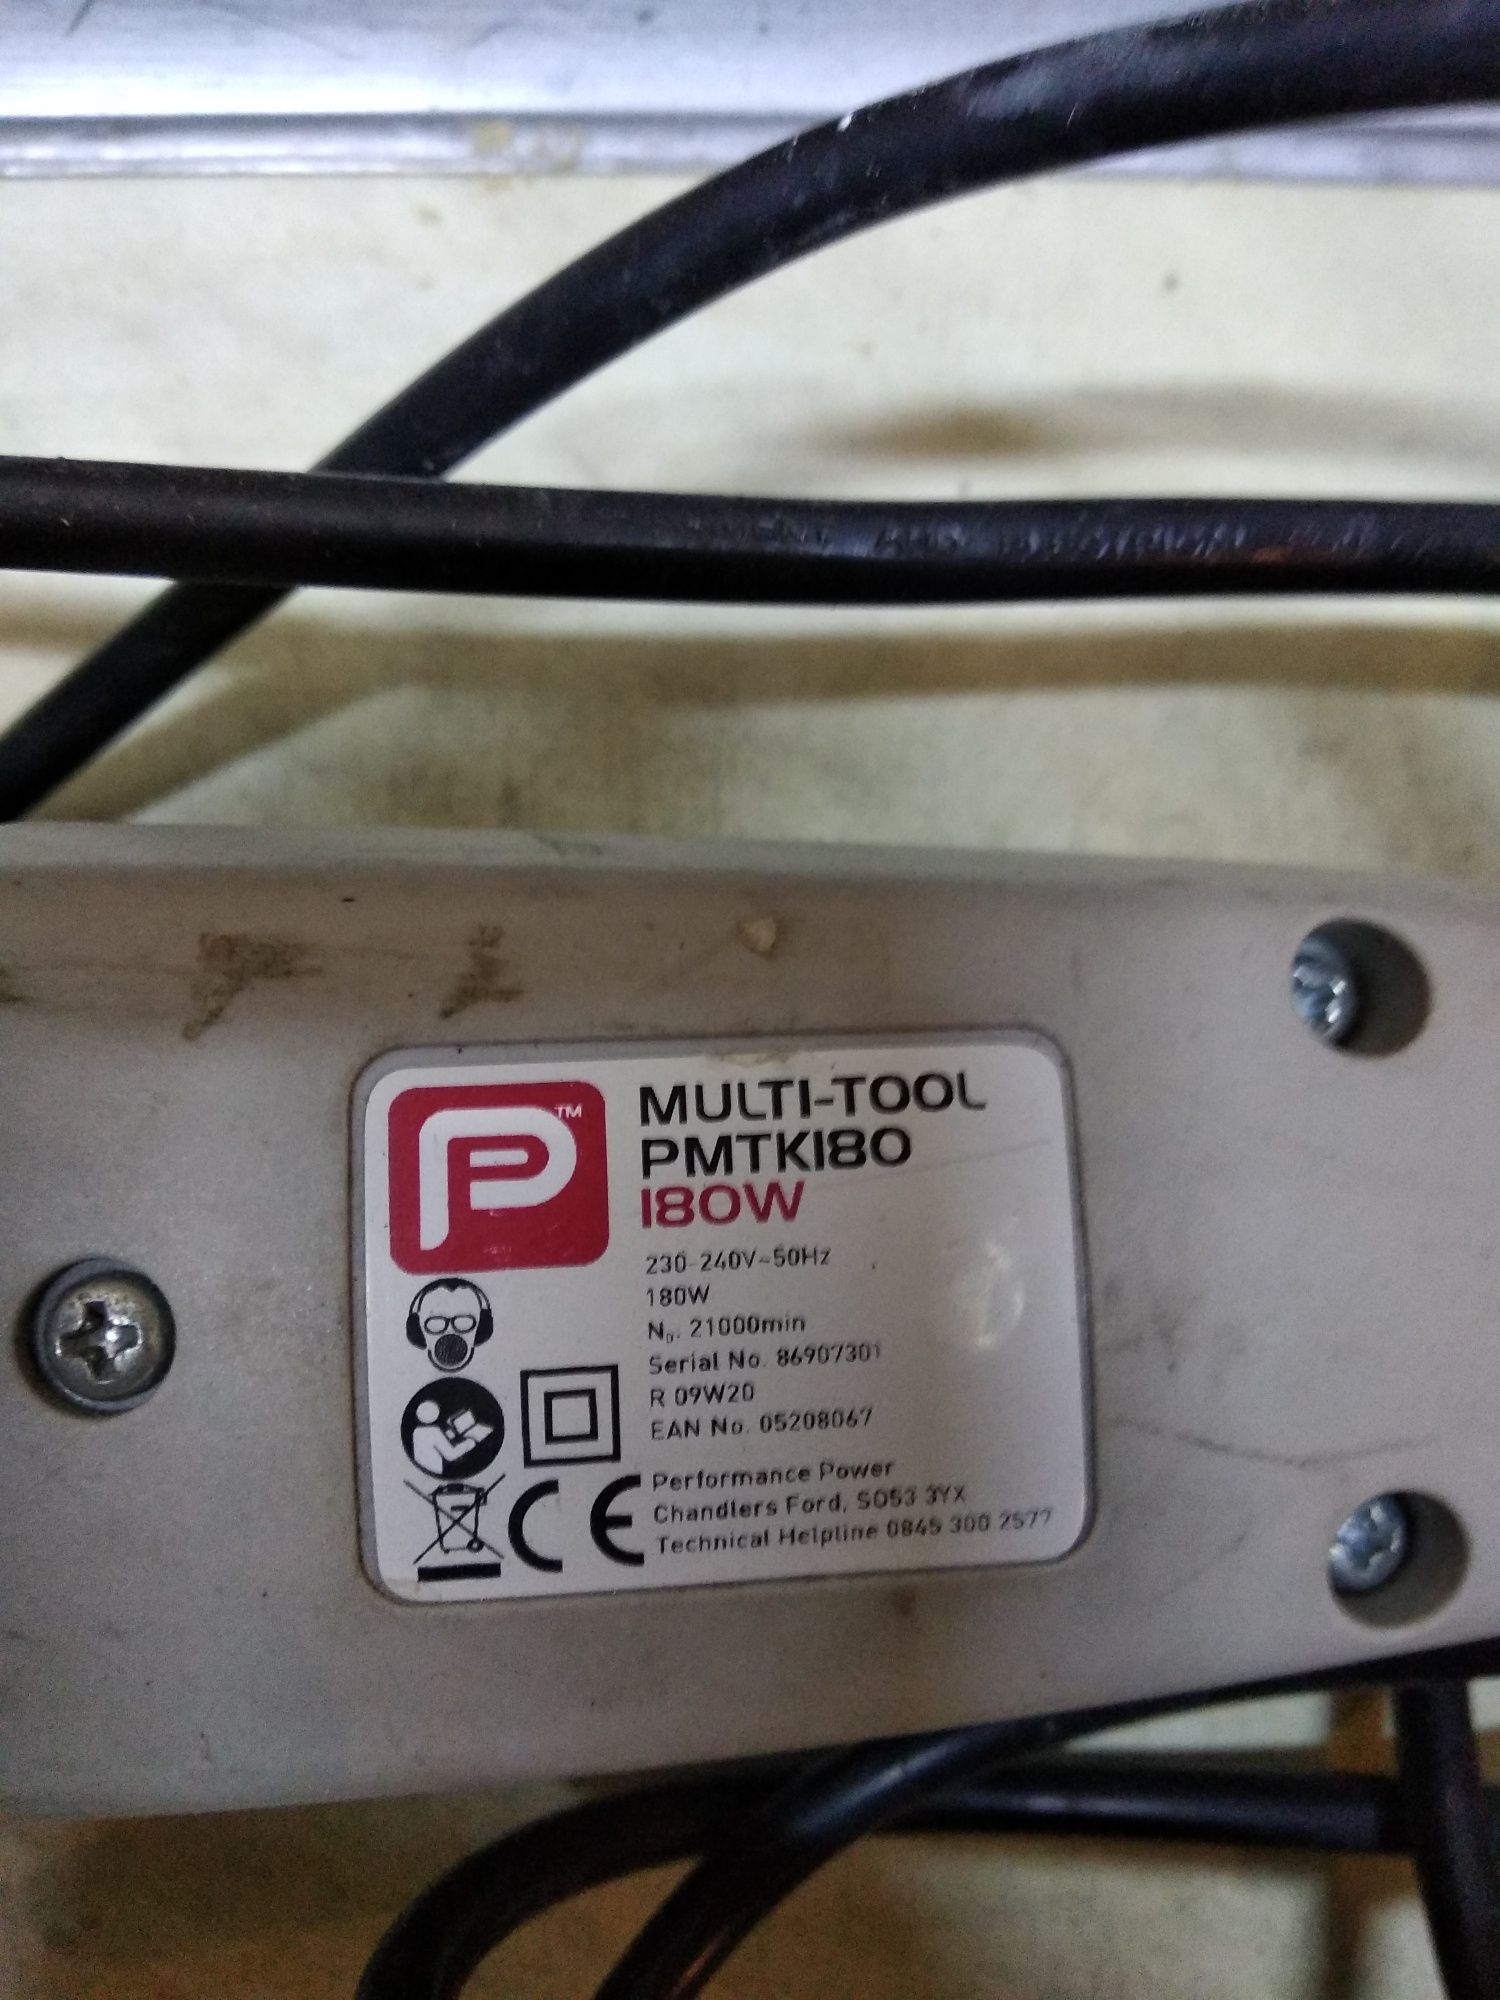 P™
MULTI-TOOL
PMTK180
180W
230-240V~50Hz
180W
N₀. 21000min
Serial No. 86907301
R 09W20
EAN No. 05208067
CE
Performance Power
Chandlers Ford, SO53 3YX
Technical Helpline 0845 300 2577